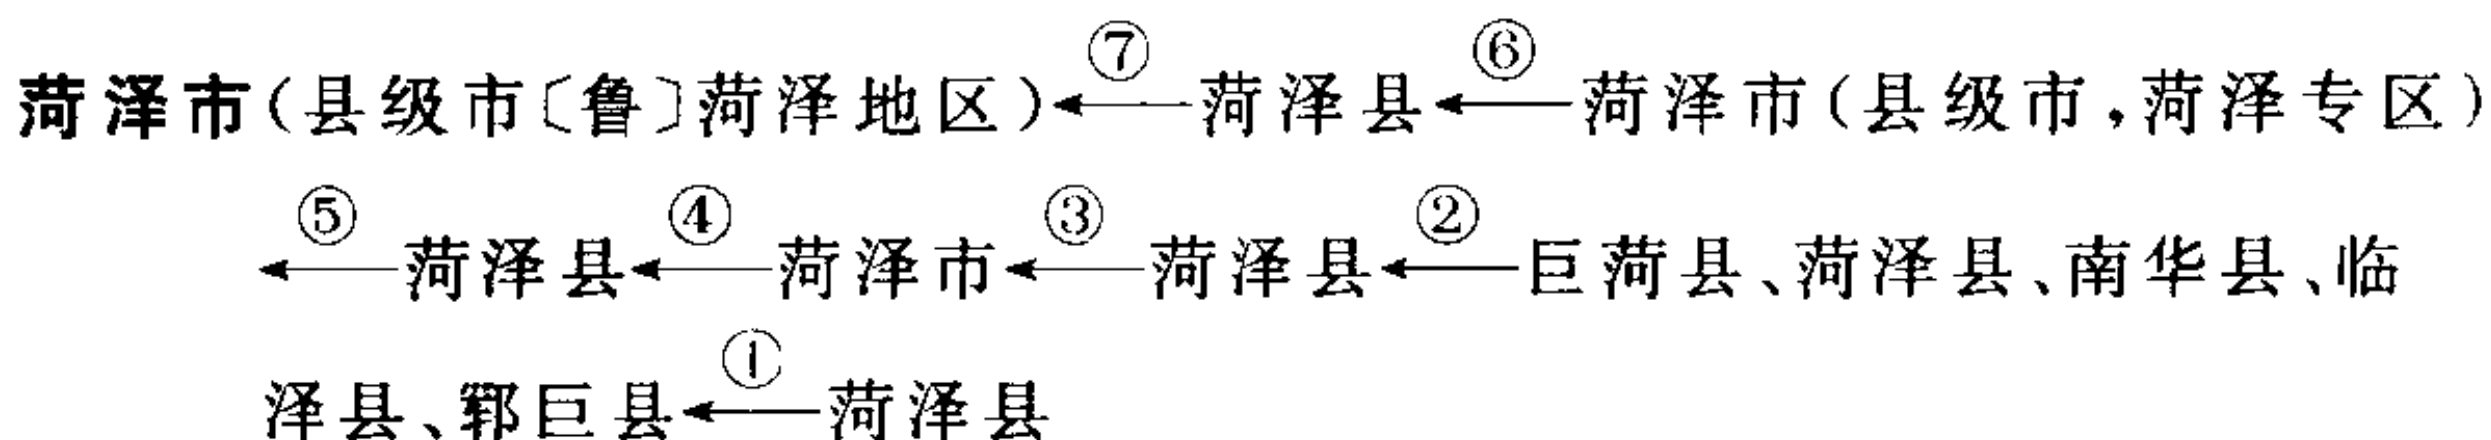 菏泽市(县级市〔鲁〕菏泽地区)←⑦菏泽县←⑥菏泽市(县级市,菏泽专区)
←⑤菏泽县←④菏泽市←③菏泽县←②巨菏县、菏泽县、南华县、临
泽县、郓巨县←①菏泽县